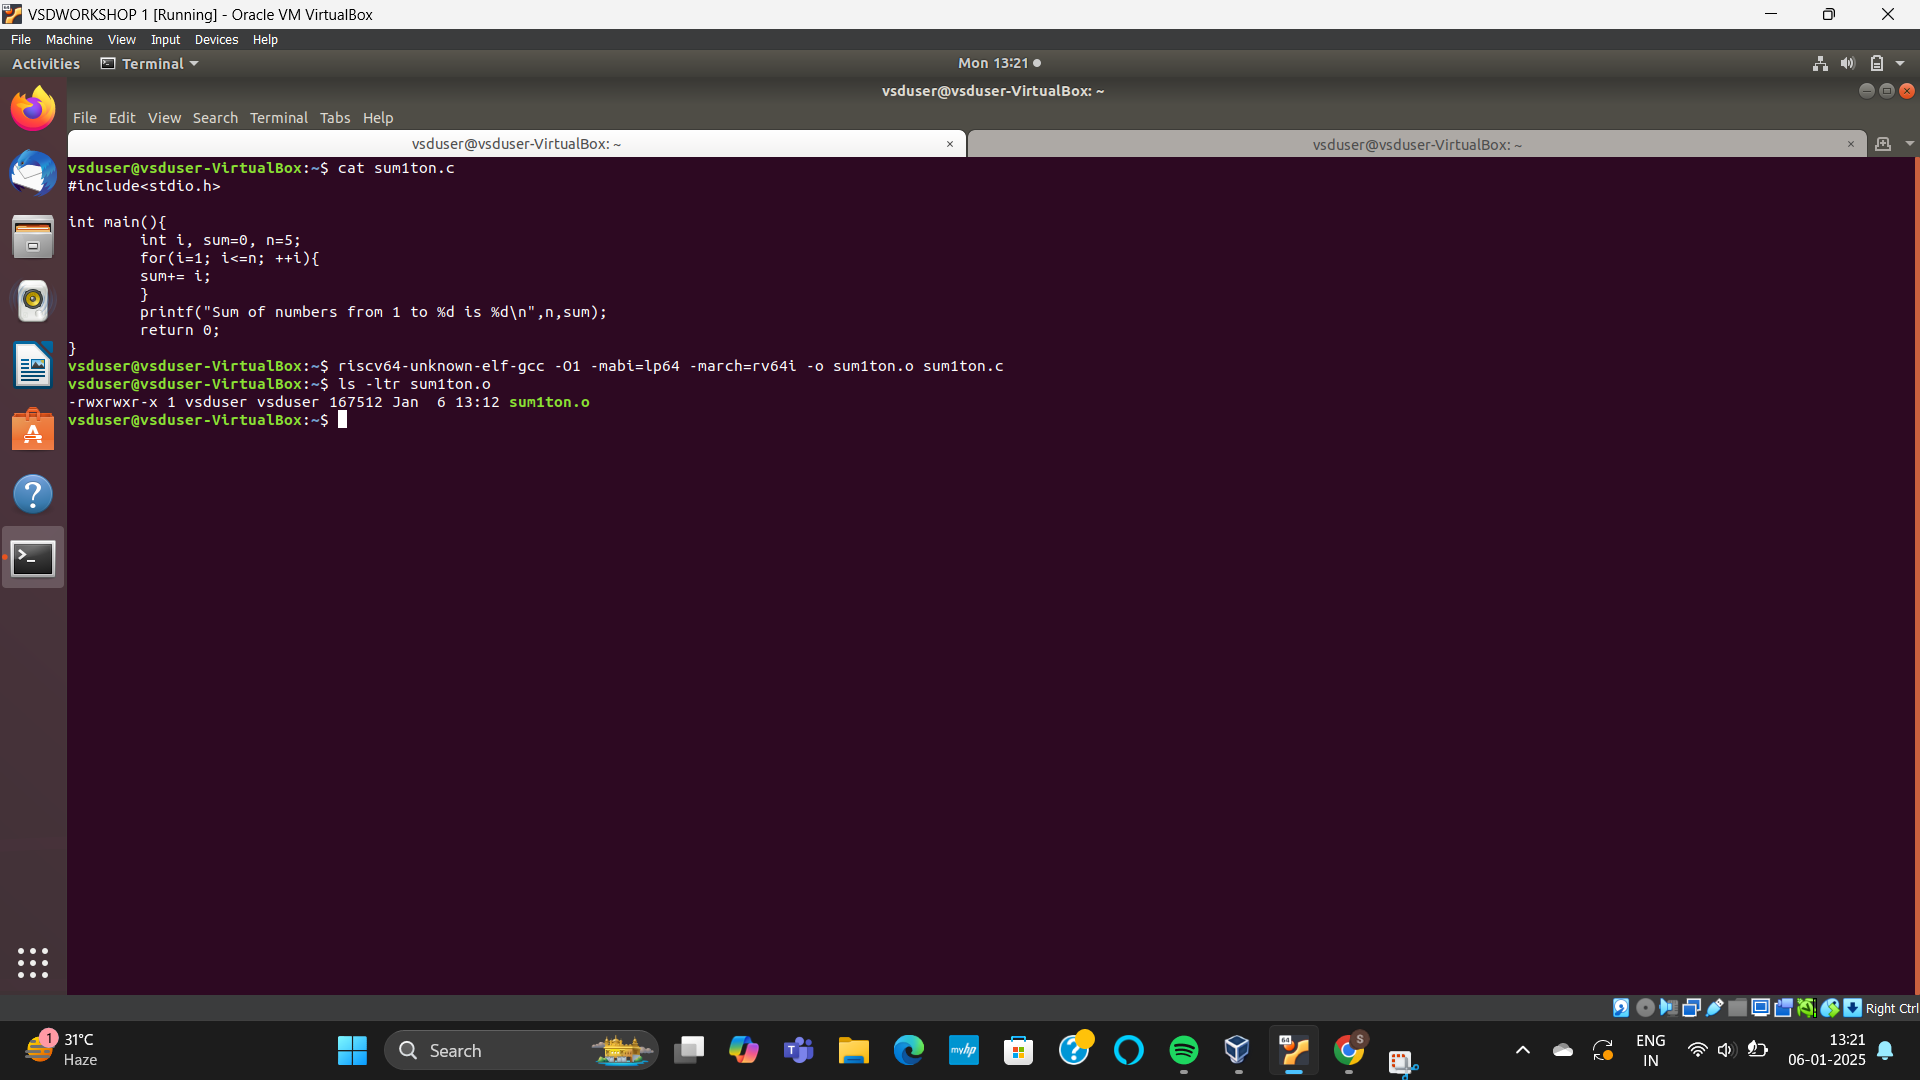 VSDWORKSHOP 1 [Running] - Oracle VM VirtualBox
File Machine View Input Devices Help
Activities Terminal Mon 13:21
vsduser@vsduser-VirtualBox: ~
File Edit View Search Terminal Tabs Help
vsduser@vsduser-VirtualBox: ~ × vsduser@vsduser-VirtualBox: ~ ×
vsduser@vsduser-VirtualBox:~$ cat sum1ton.c
#include<stdio.h>
int main(){
int i, sum=0, n=5;
for(i=1; i<=n; ++i){
sum+= i;
}
printf("Sum of numbers from 1 to %d is %d\n",n,sum);
return 0;
}
vsduser@vsduser-VirtualBox:~$ riscv64-unknown-elf-gcc -O1 -mabi=lp64 -march=rv64i -o sum1ton.o sum1ton.c
vsduser@vsduser-VirtualBox:~$ ls -ltr sum1ton.o
-rwxrwxr-x 1 vsduser vsduser 167512 Jan  6 13:12 sum1ton.o
vsduser@vsduser-VirtualBox:~$
Right Ctrl
1 31°C
Haze
Search
myhp
64
S
ENG
IN
13:21
06-01-2025